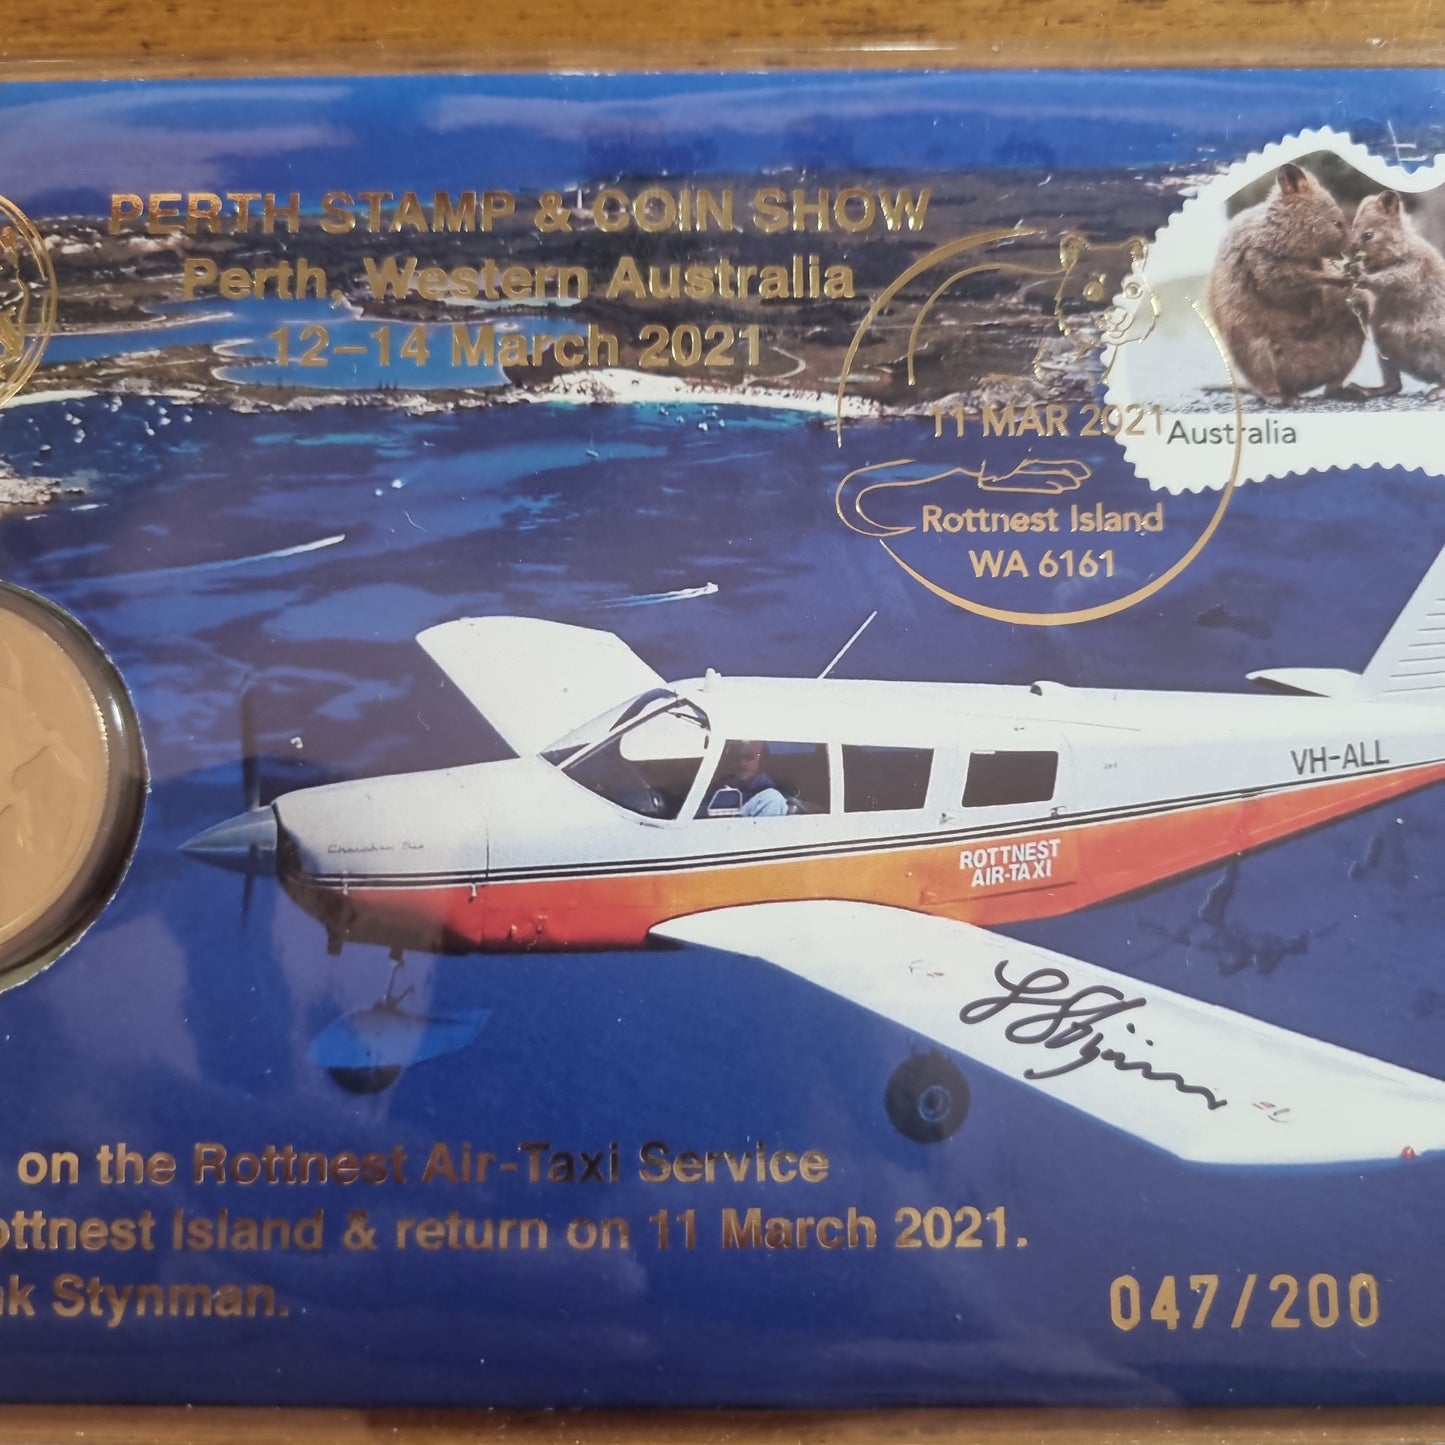 PERTH STAMP & COIN SHOW
Perth, Western Australia
12–14 March 2021
11 MAR 2021
Australia
Rottnest Island
WA 6161
VH-ALL
Cherokee Six
ROTTNEST
AIR-TAXI
on the Rottnest Air-Taxi Service
ottnest Island & return on 11 March 2021.
k Stynman.
047/200